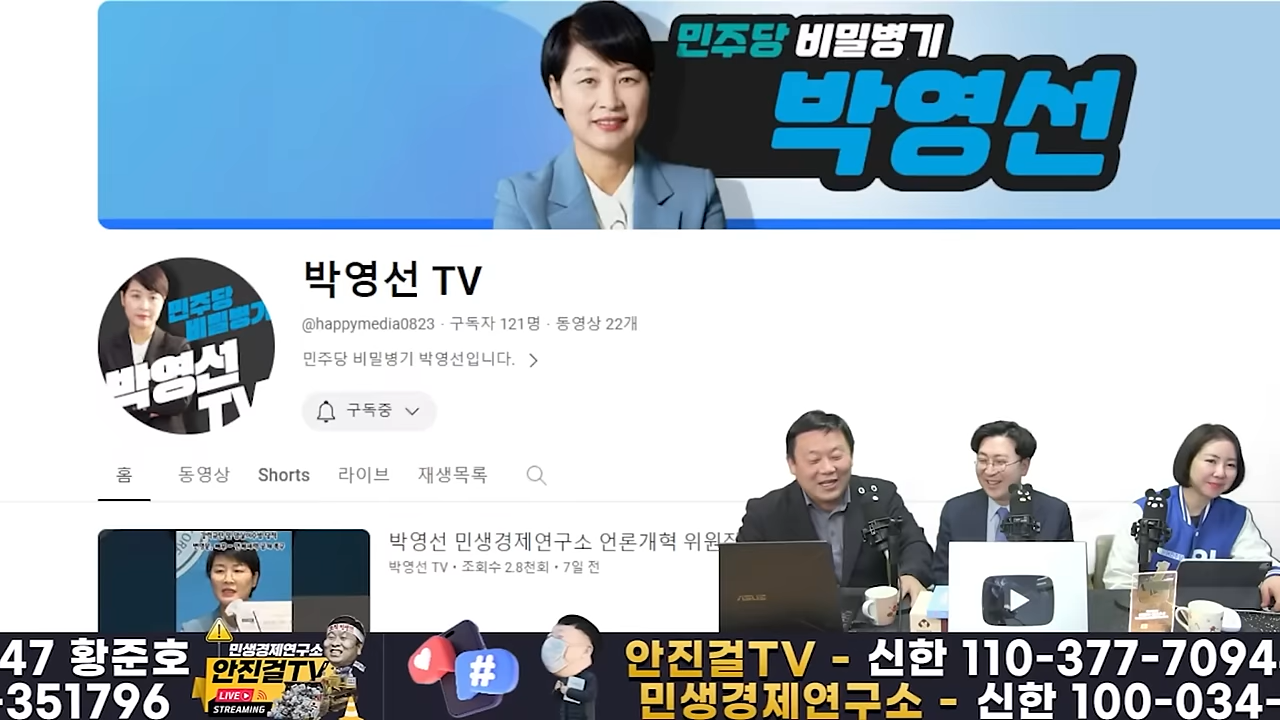 민주당 비밀병기
박영선
민주당
비밀병기
박영선
TV
박영선 TV
@happymedia0823 · 구독자 121명 · 동영상 22개
민주당 비밀병기 박영선입니다.
구독중
홈 동영상 Shorts 라이브 재생목록
박영선 민생경제연구소 언론개혁 위원장
박영선 TV • 조회수 2.8천회 • 7일 전
ASUS
47 황준호
-351796
민생경제연구소
안진걸TV
LIVE
STREAMING
#
안진걸TV - 신한 110-377-7094-
민생경제연구소 - 신한 100-034-